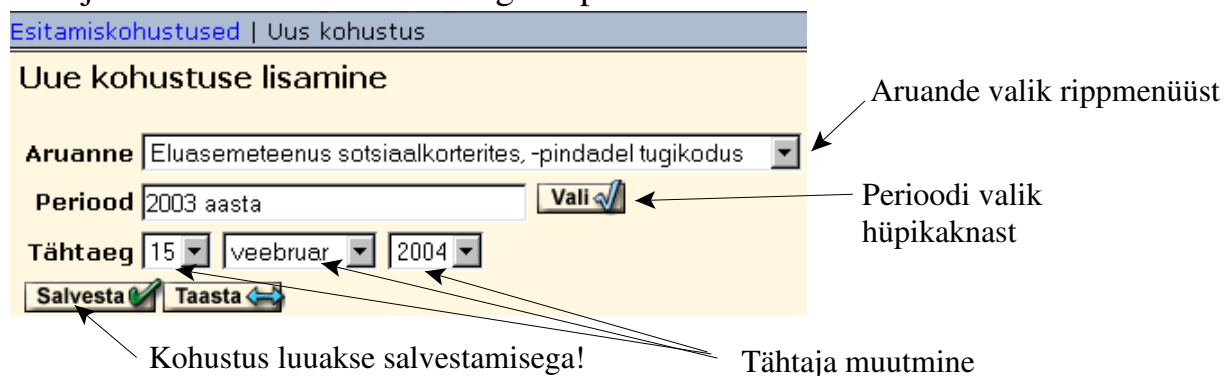 Esitamiskohustused | Uus kohustus
Uue kohustuse lisamine
Aruande valik rippmenüüst
Aruanne Eluasemeteenus sotsiaalkorterites, -pindadel tugikodus
Periood 2003 aasta Vali
Perioodi valik
hüpikaknast
Tähtaeg 15 veebruar 2004
Salvesta Taasta
Kohustus luuakse salvestamisega!
Tähtaja muutmine